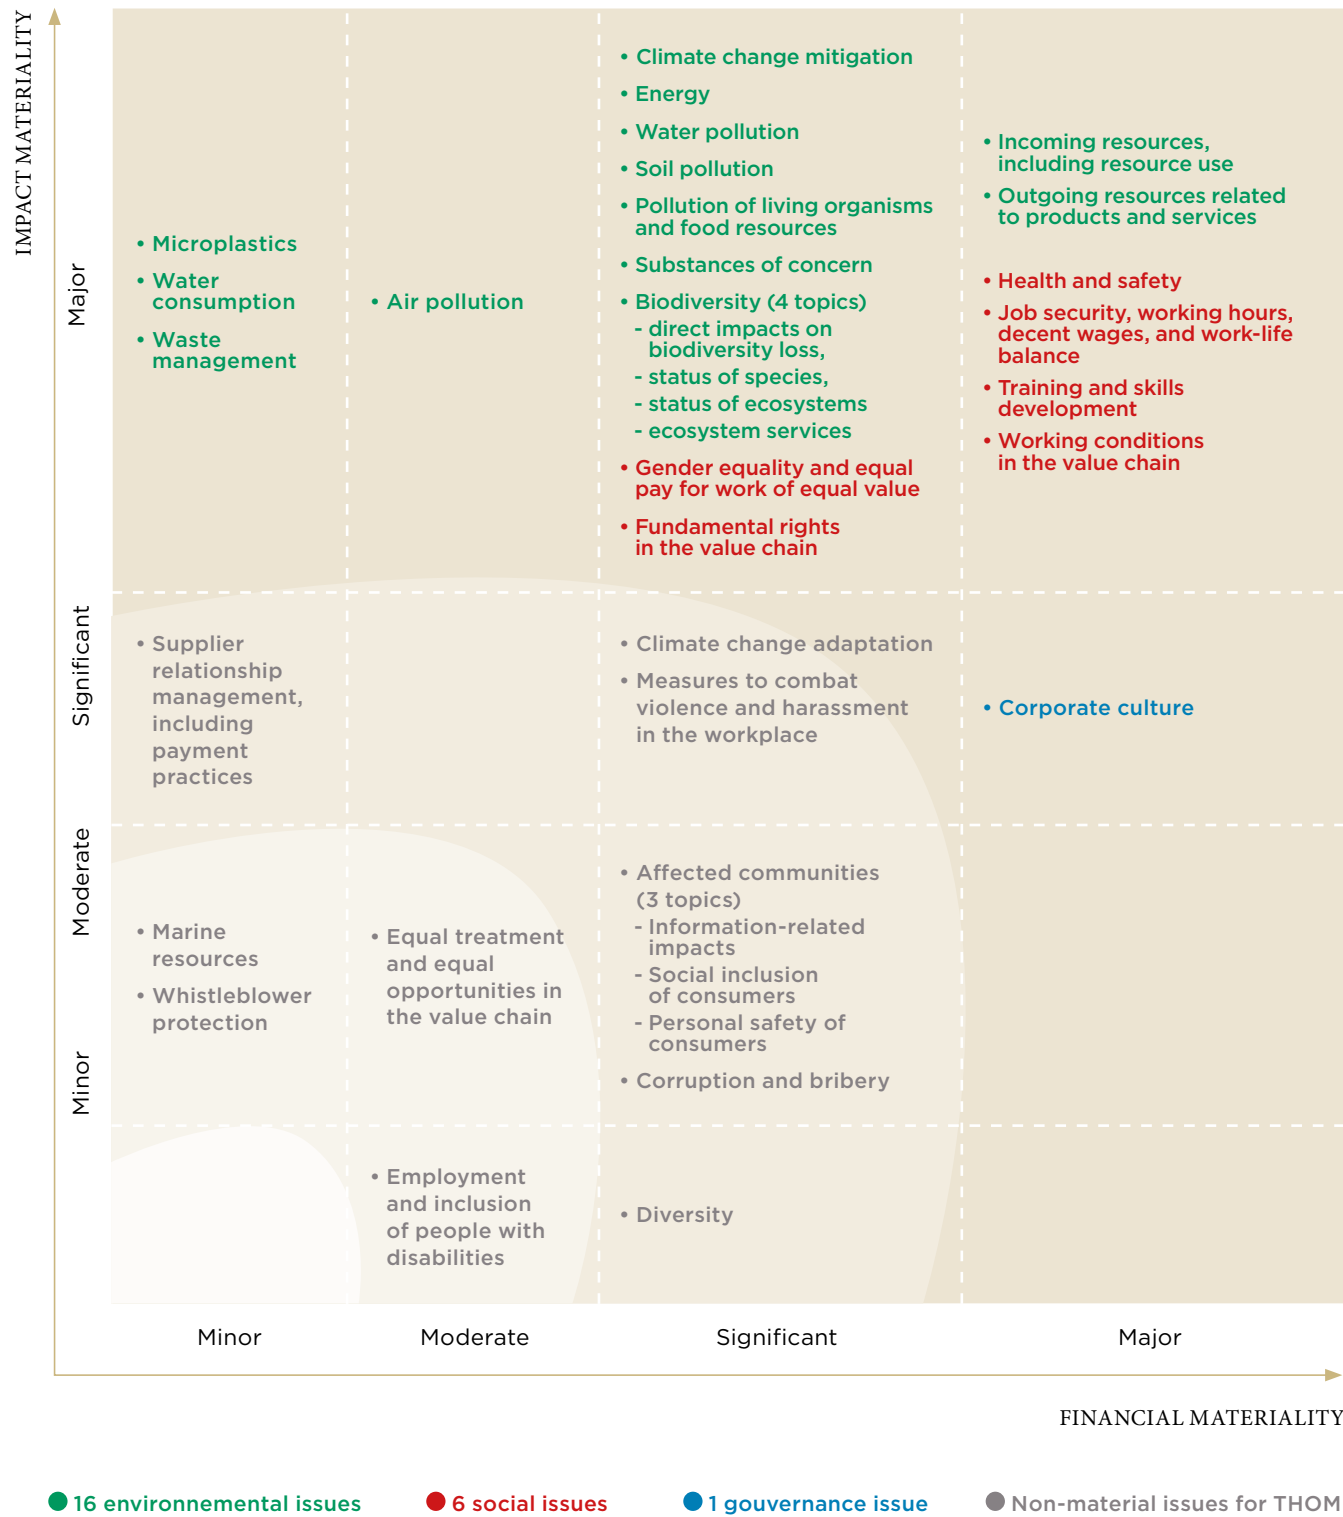 IMPACT MATERIALITY
Major
• Microplastics
• Water
consumption
• Waste
management
• Air pollution
• Climate change mitigation
• Energy
• Water pollution
• Soil pollution
• Pollution of living organisms
and food resources
• Substances of concern
• Biodiversity (4 topics)
- direct impacts on
biodiversity loss,
- status of species,
- status of ecosystems
- ecosystem services
• Gender equality and equal
pay for work of equal value
• Fundamental rights
in the value chain
• Incoming resources,
including resource use
• Outgoing resources related
to products and services
• Health and safety
• Job security, working hours,
decent wages, and work-life
balance
• Training and skills
development
• Working conditions
in the value chain
Significant
• Supplier
relationship
management,
including
payment
practices
• Climate change adaptation
• Measures to combat
violence and harassment
in the workplace
• Corporate culture
Moderate
• Marine
resources
• Whistleblower
protection
• Equal treatment
and equal
opportunities in
the value chain
• Affected communities
(3 topics)
- Information-related
impacts
- Social inclusion
of consumers
- Personal safety of
consumers
• Corruption and bribery
Minor
• Employment
and inclusion
of people with
disabilities
• Diversity
Minor
Moderate
Significant
Major
FINANCIAL MATERIALITY
16 environnemental issues
6 social issues
1 gouvernance issue
Non-material issues for THOM